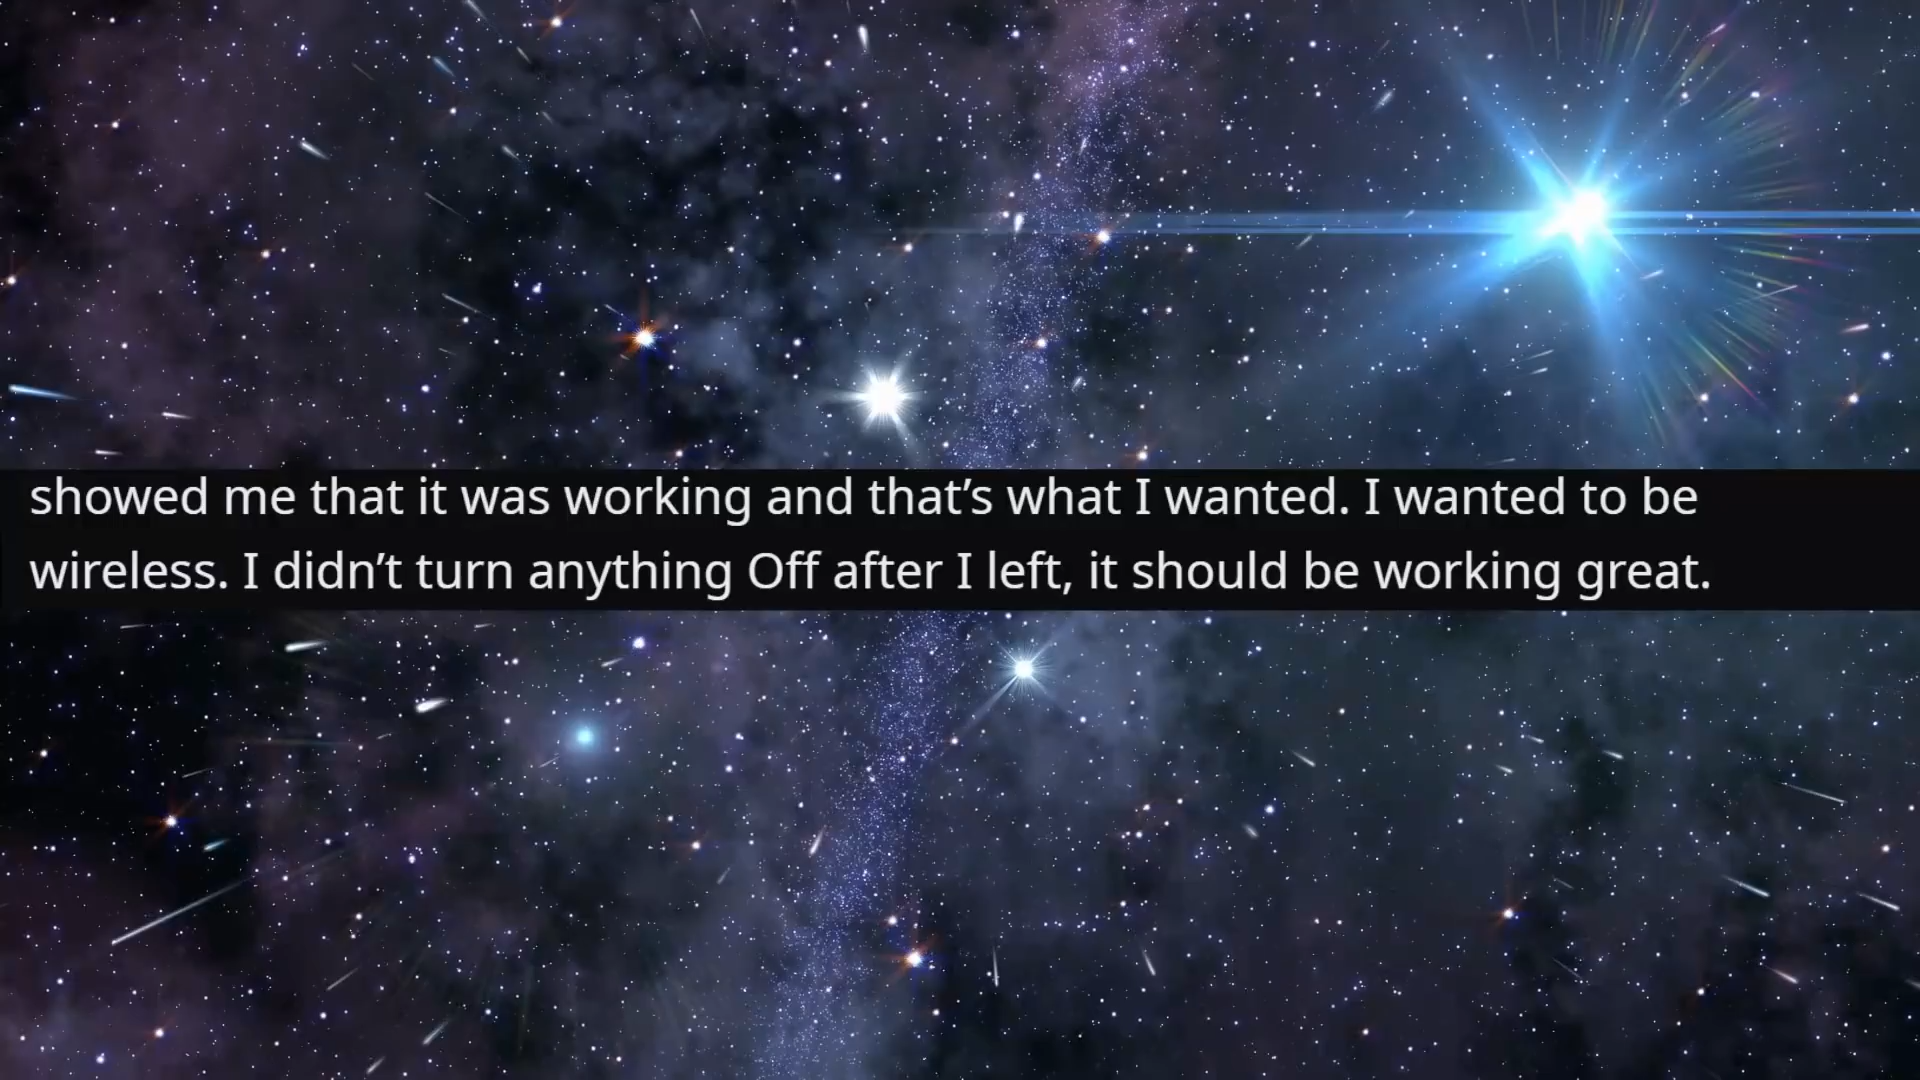 showed me that it was working and that’s what I wanted. I wanted to be
wireless. I didn’t turn anything Off after I left, it should be working great.